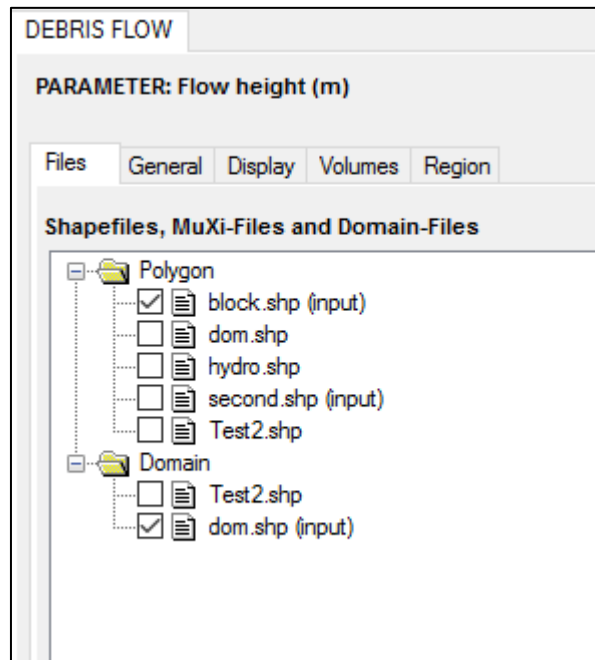 DEBRIS FLOW
PARAMETER: Flow height (m)
Files General Display Volumes Region
Shapefiles, MuXi-Files and Domain-Files
Polygon
block.shp (input)
dom.shp
hydro.shp
second.shp (input)
Test2.shp
Domain
Test2.shp
dom.shp (input)